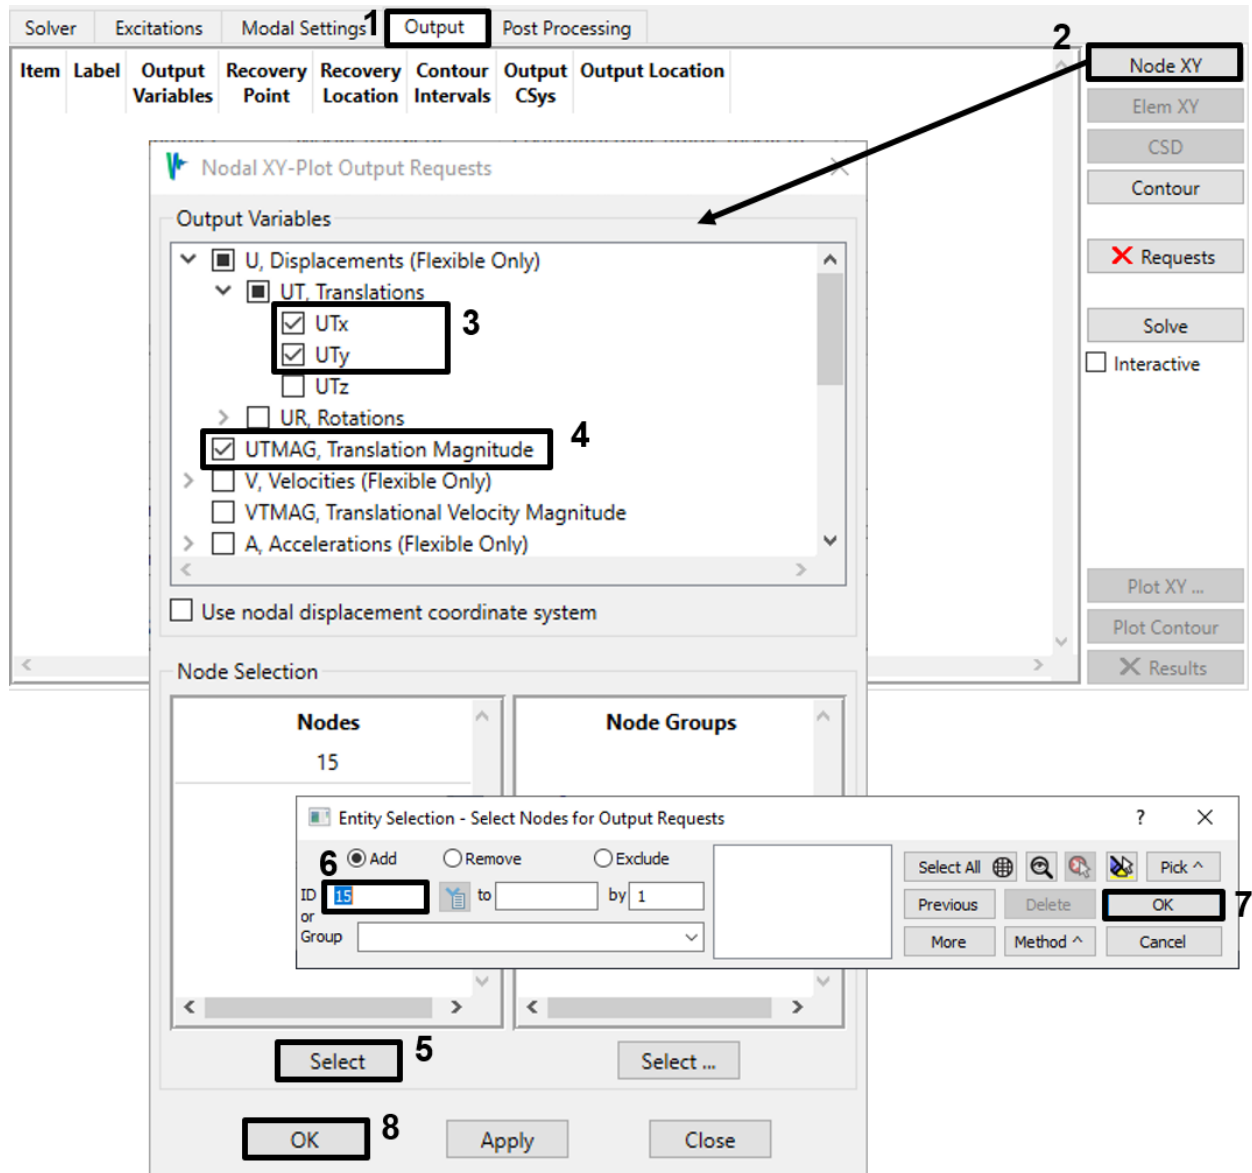 Solver Excitations Modal Settings 1 Output Post Processing
2
Item Label Output Variables Recovery Point Recovery Location Contour Intervals Output CSys Output Location
Node XY
Elem XY
CSD
Contour
Requests
Solve
Interactive
Plot XY ...
Plot Contour
Results
Nodal XY-Plot Output Requests
Output Variables
U, Displacements (Flexible Only)
UT, Translations
UTx
3
UTy
UTz
UR, Rotations
UTMAG, Translation Magnitude
4
V, Velocities (Flexible Only)
VTMAG, Translational Velocity Magnitude
A, Accelerations (Flexible Only)
Use nodal displacement coordinate system
Node Selection
Nodes Node Groups
15
Entity Selection - Select Nodes for Output Requests ?
6 Add Remove Exclude
ID 15 to by 1
or
Group
Select All Pick ^
Previous Delete OK 7
More Method ^ Cancel
Select 5 Select ...
OK 8 Apply Close